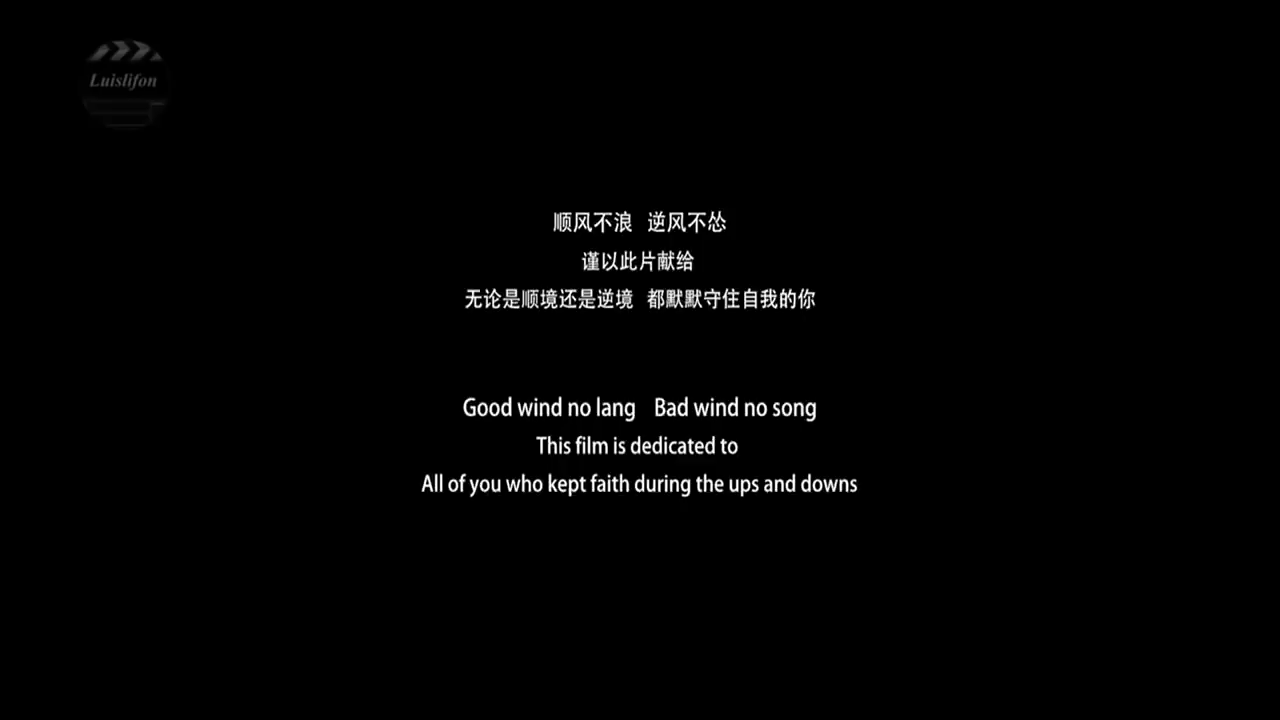 Luislifon
顺风不浪 逆风不怂
谨以此片献给
无论是顺境还是逆境 都默默守住自我的你
Good wind no lang Bad wind no song
This film is dedicated to
All of you who kept faith during the ups and downs